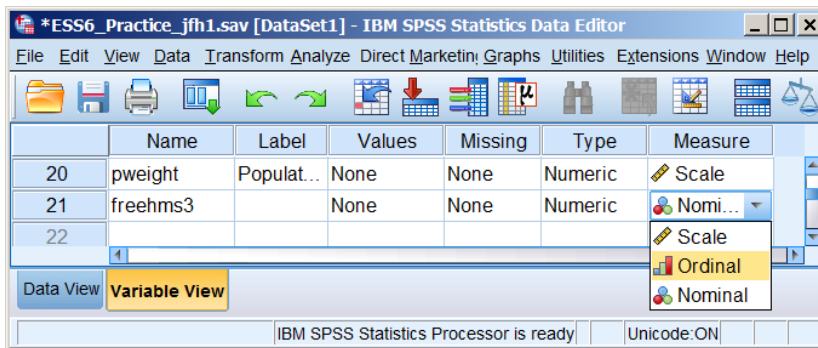 *ESS6_Practice_jfh1.sav [DataSet1] - IBM SPSS Statistics Data Editor
File Edit View Data Transform Analyze Direct Marketin Graphs Utilities Extensions Window Help
Name Label Values Missing Type Measure
20 pweight Populat... None None Numeric Scale
21 freehms3 None None Numeric Nomi...
22
Scale
Ordinal
Nominal
Data View Variable View
IBM SPSS Statistics Processor is ready Unicode:ON